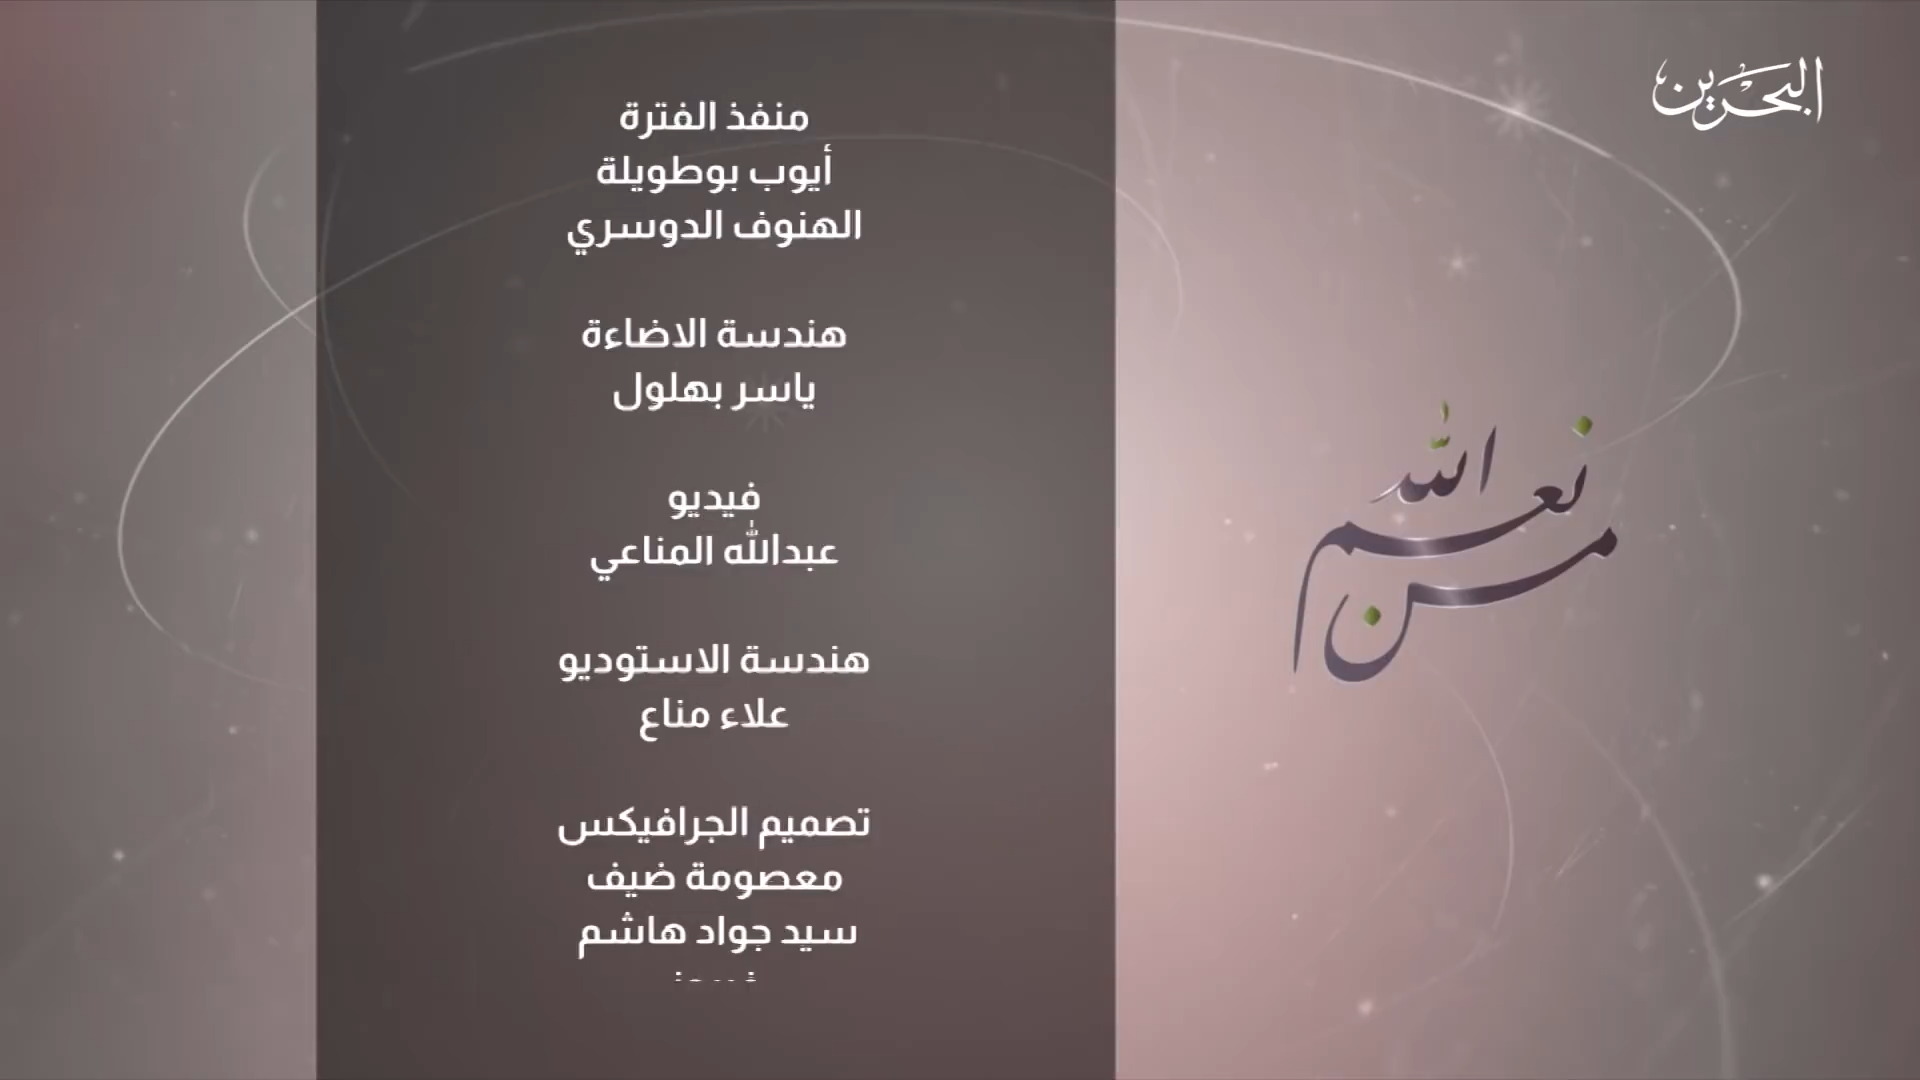 البحرين
منفذ الفترة
أيوب بوطويلة
الهنوف الدوسري
هندسة الاضاءة
ياسر بهلول
فيديو
عبدالله المناعي
هندسة الاستوديو
علاء مناع
تصميم الجرافيكس
معصومة ضيف
سيد جواد هاشم
من نعم الله